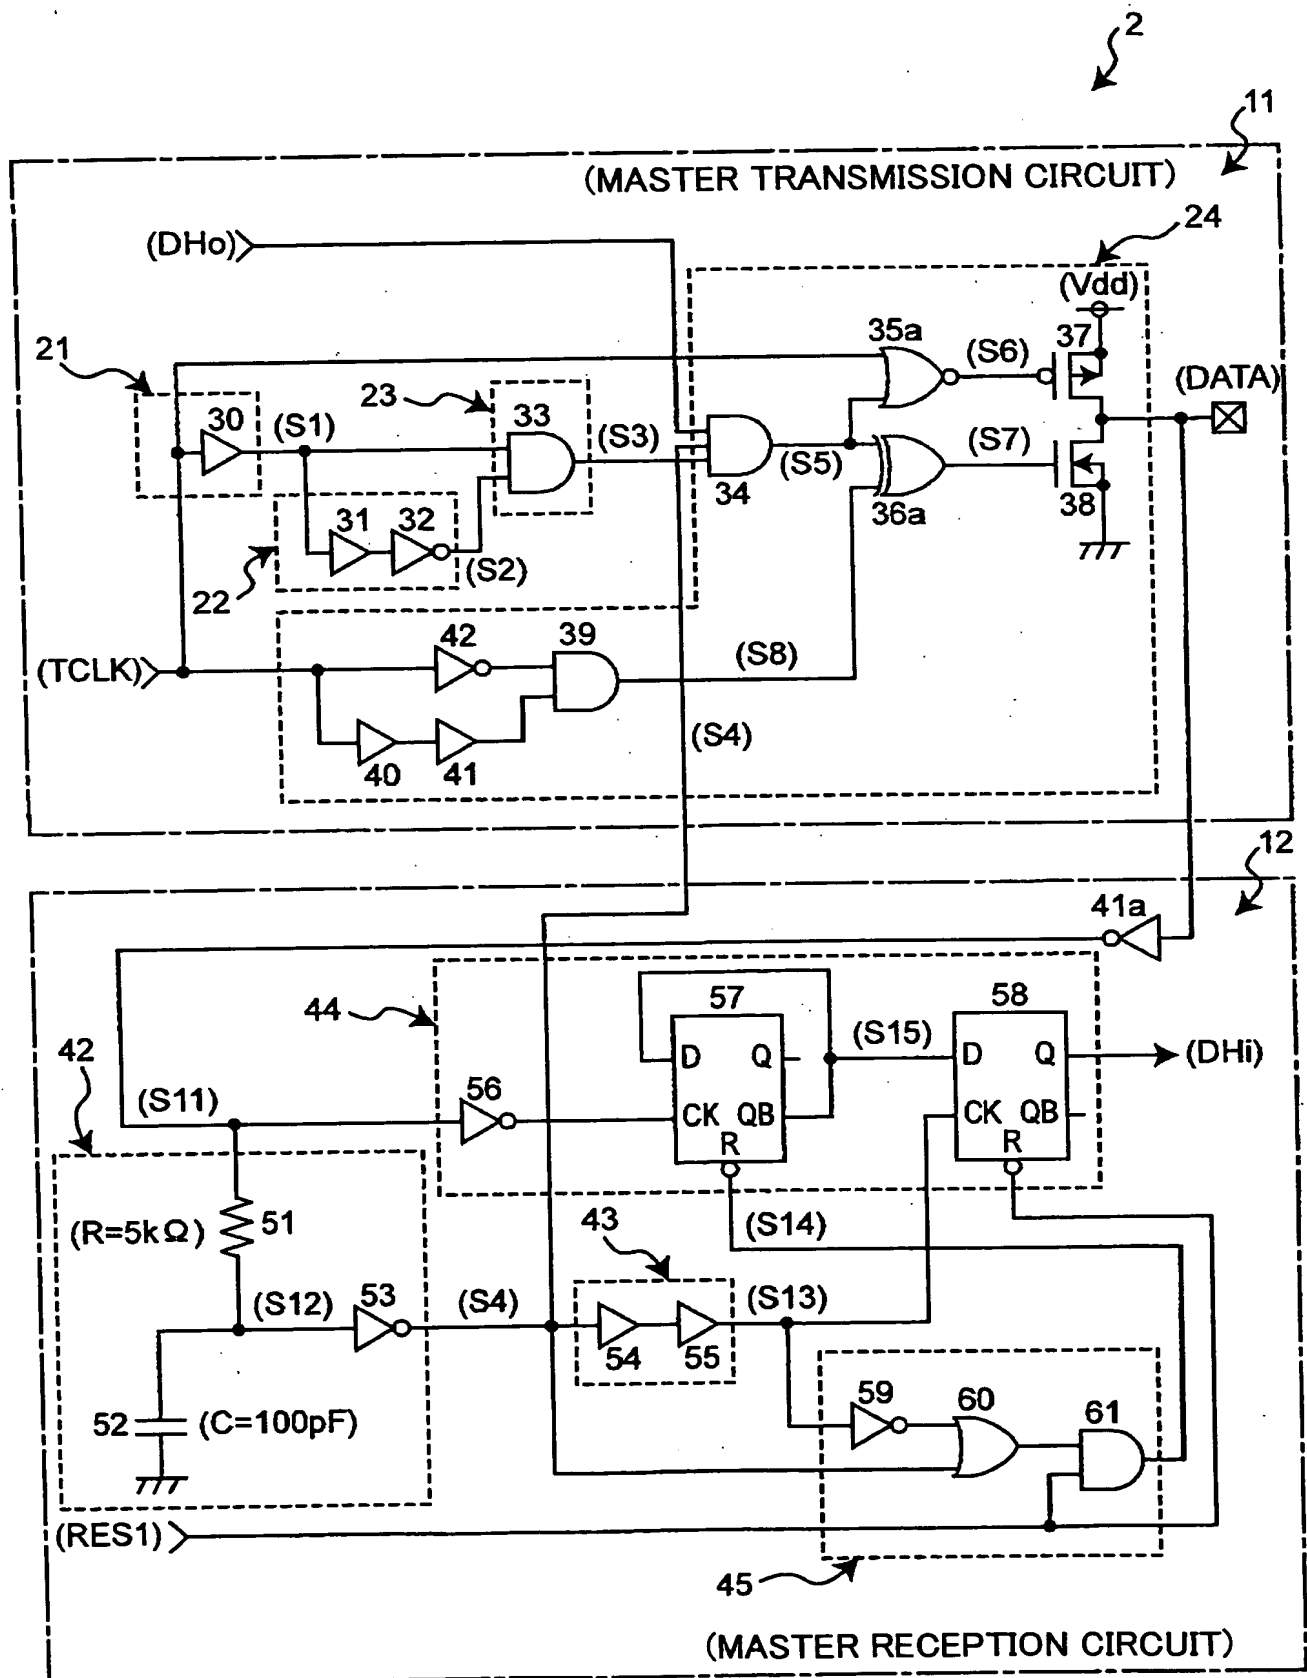 2
11
(MASTER TRANSMISSION CIRCUIT)
24
(DHo)
(Vdd)
35a
(S6)
37
(DATA)
21
30
(S1)
23
33
(S3)
34
(S5)
36a
(S7)
38
31
32
(S2)
22
42
39
(S8)
(TCLK)
40
41
(S4)
12
41a
44
57
58
(S15)
D
Q
D
Q
(DHi)
42
(S11)
56
CK
QB
CK
QB
R
R
(R=5kΩ)
51
43
(S14)
(S12)
53
(S4)
(S13)
54
55
52
(C=100pF)
59
60
61
(RES1)
45
(MASTER RECEPTION CIRCUIT)